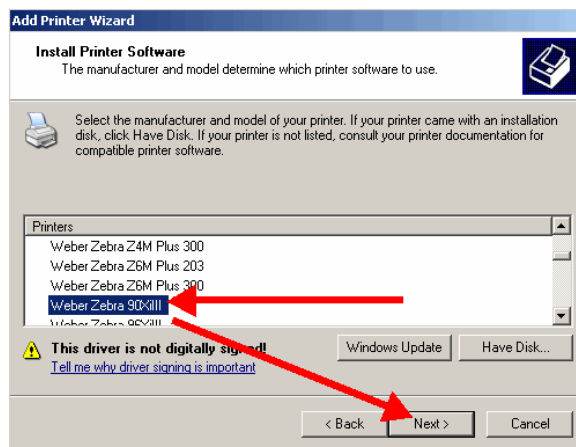 Add Printer Wizard
Install Printer Software
The manufacturer and model determine which printer software to use.
Select the manufacturer and model of your printer. If your printer came with an installation
disk, click Have Disk. If your printer is not listed, consult your printer documentation for
compatible printer software.
Printers
Weber Zebra Z4M Plus 300
Weber Zebra Z6M Plus 203
Weber Zebra Z6M Plus 300
Weber Zebra 90XiIII
Weber Zebra 96XiIII
This driver is not digitally signed!
Tell me why driver signing is important
Windows Update
Have Disk...
< Back
Next >
Cancel